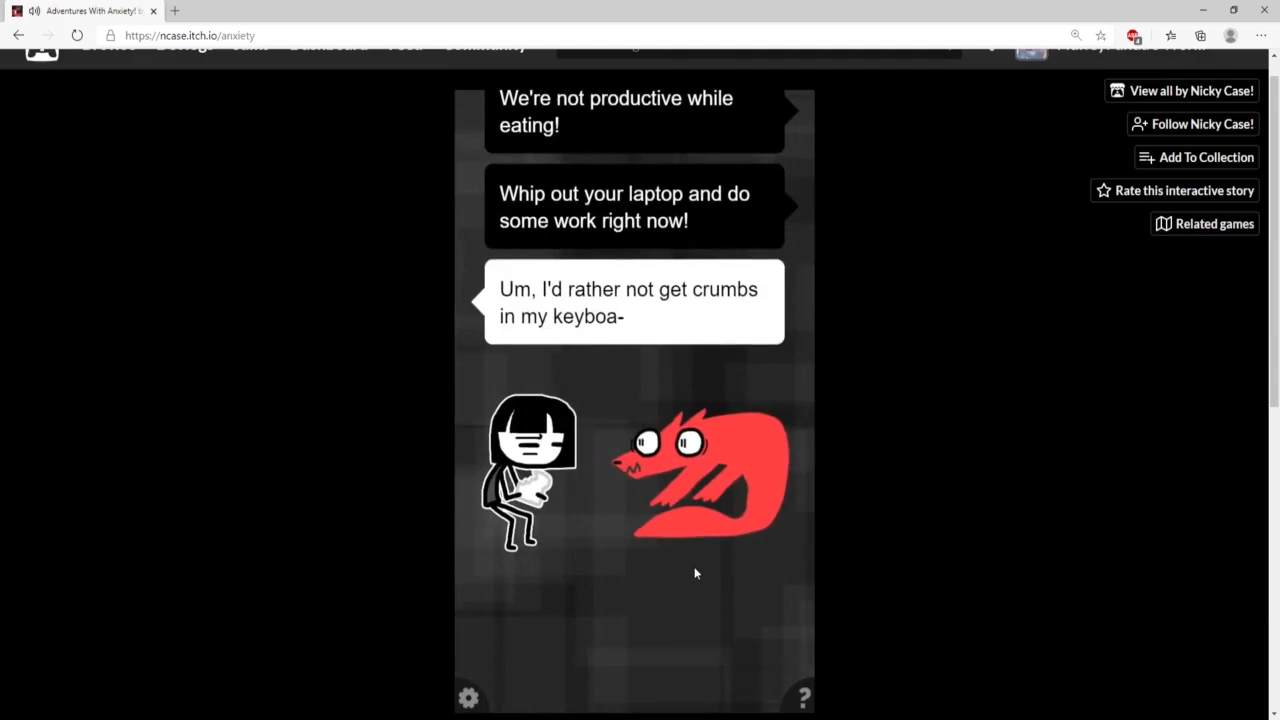 Adventures With Anxiety! b
https://ncase.itch.io/anxiety
View all by Nicky Case!
Follow Nicky Case!
Add To Collection
Rate this interactive story
Related games
We're not productive while
eating!
Whip out your laptop and do
some work right now!
Um, I'd rather not get crumbs
in my keyboa-
?